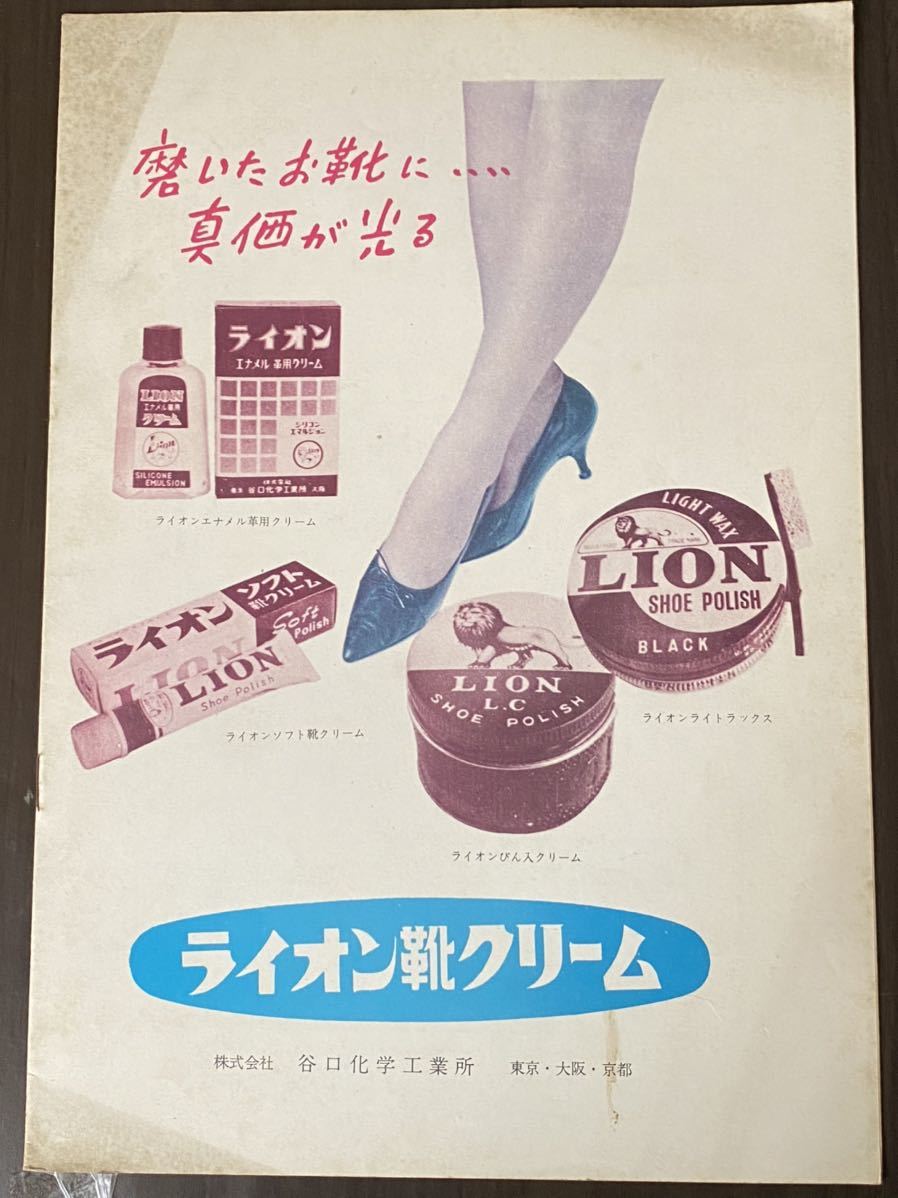 磨いたお靴に‥‥
真価が光る
ライオン
エナメル 革用クリーム
シリコン
エマルジョン
株式会社
谷口化学工業所 大阪
LION
エナメル革用
クリーム
Lion
SILICONE
EMULSION
ライオンエナメル革用クリーム
LIGHT WAX
LION
SHOE POLISH
BLACK
ライオンライトラックス
ライオン
ソフト
靴クリーム
Soft
Polish
LION
LION
Shoe Polish
ライオンソフト靴クリーム
LION
L.C
SHOE POLISH
ライオンびん入クリーム
ライオン靴クリーム
株式会社 谷口化学工業所 東京・大阪・京都